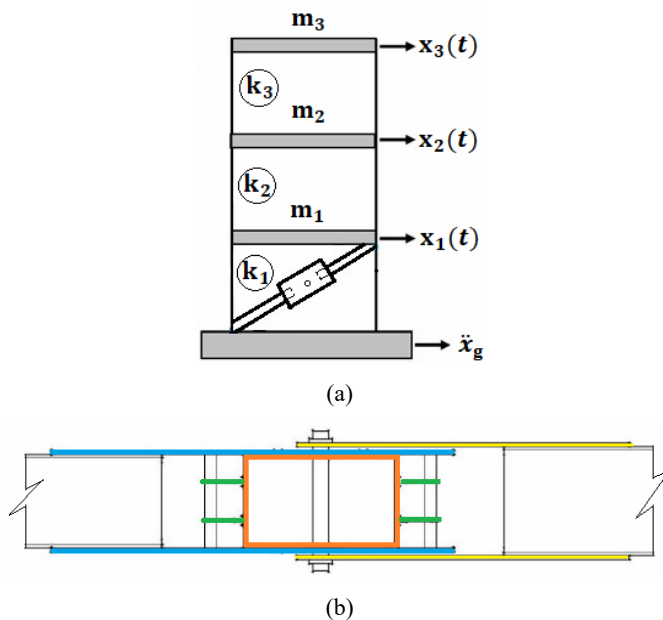 m₃
x₃(t)
k₃
m₂
x₂(t)
k₂
m₁
x₁(t)
k₁
ẍg
(a)
(b)